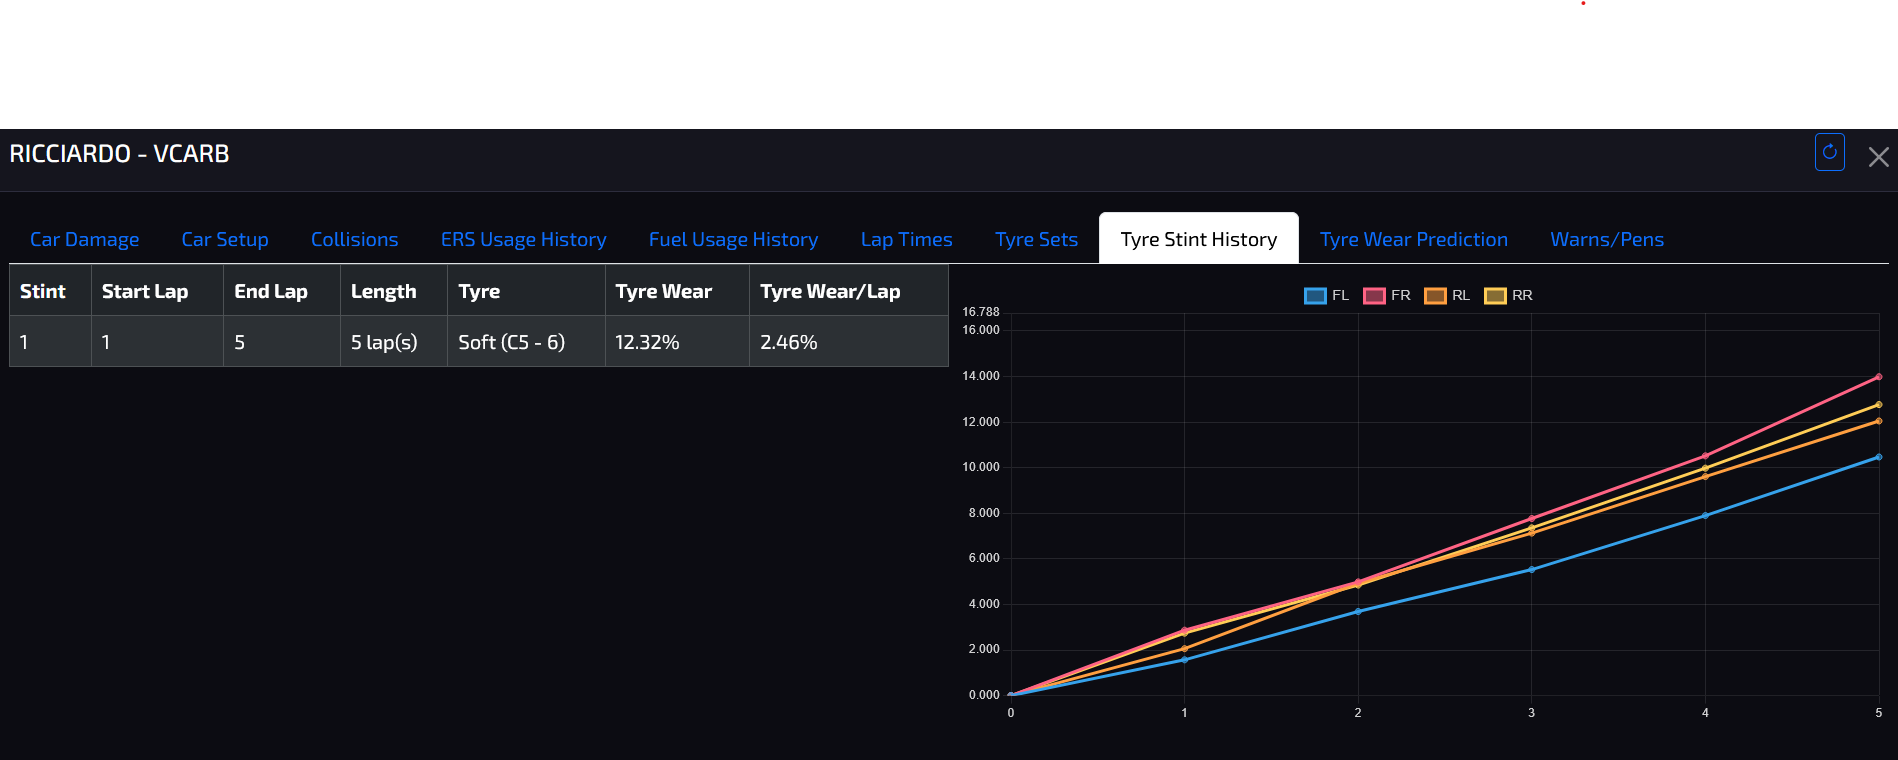 RICCIARDO - VCARB
Car Damage Car Setup Collisions ERS Usage History Fuel Usage History Lap Times Tyre Sets Tyre Stint History Tyre Wear Prediction Warns/Pens
Stint Start Lap End Lap Length Tyre Tyre Wear Tyre Wear/Lap
1 1 5 5 lap(s) Soft (C5 - 6) 12.32% 2.46%
FL FR RL RR
16.788
16.000
14.000
12.000
10.000
8.000
6.000
4.000
2.000
0.000
0 1 2 3 4 5